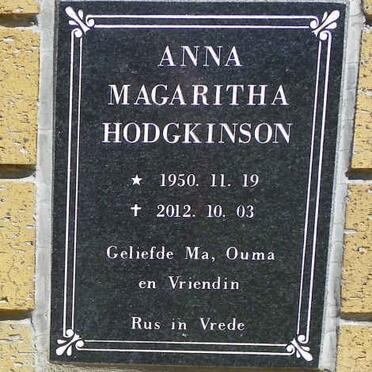 ANNA
MAGARITHA
HODGKINSON
★ 1950. 11. 19
✝ 2012. 10. 03
Geliefde Ma, Ouma
en Vriendin
Rus in Vrede